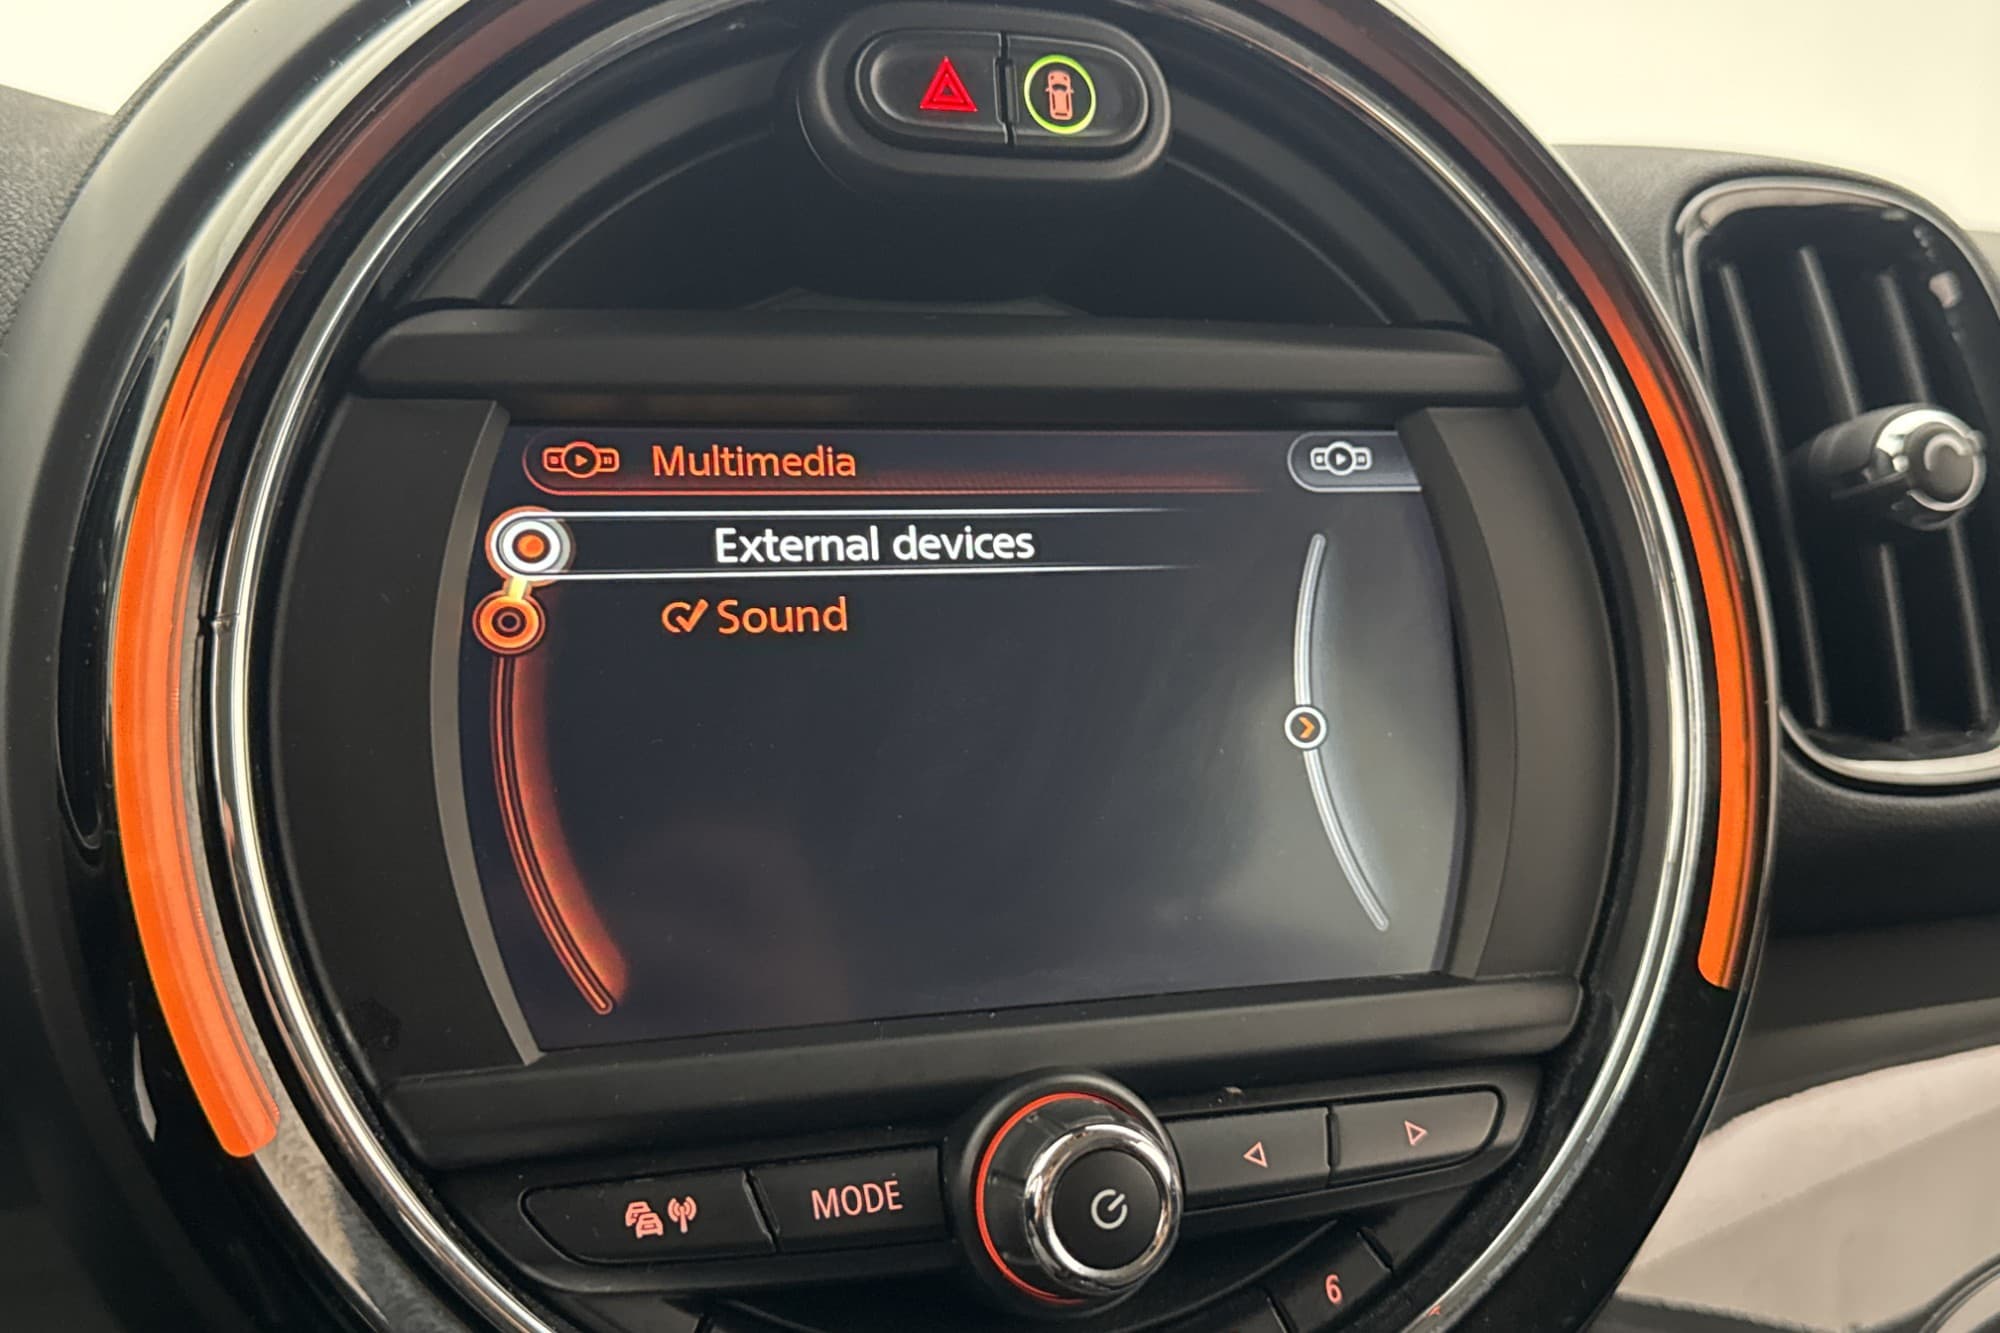 Multimedia
External devices
Sound
MODE
6